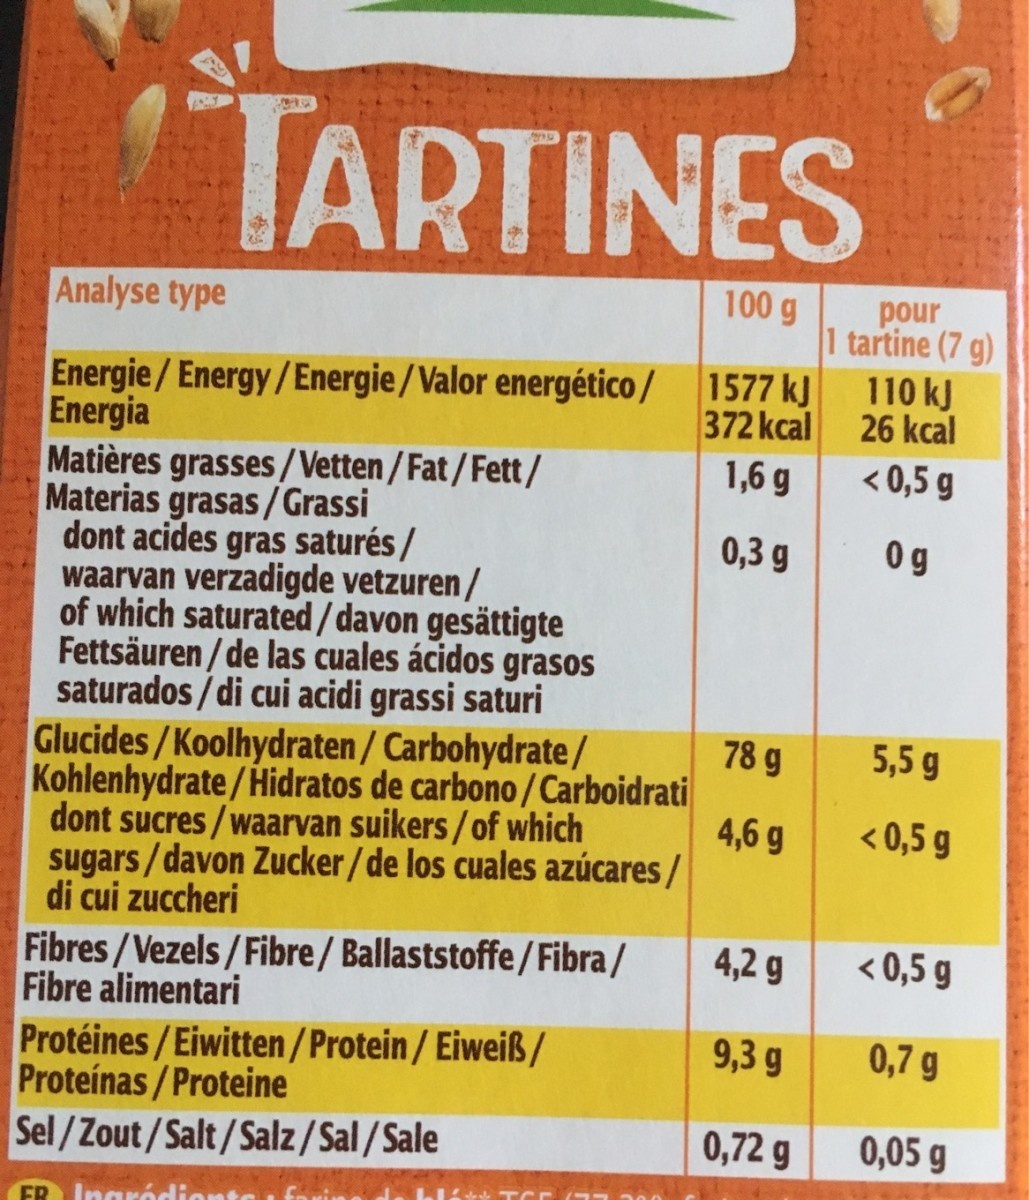 TARTINES
Analyse type 100 g pour
1 tartine (7 g)
Energie / Energy / Energie / Valor energético / 1577 kJ 110 kJ
Energia 372 kcal 26 kcal
Matières grasses / Vetten / Fat / Fett / 1,6 g < 0,5 g
Materias grasas / Grassi
dont acides gras saturés / 0,3 g 0 g
waarvan verzadigde vetzuren /
of which saturated / davon gesättigte
Fettsäuren / de las cuales ácidos grasos
saturados / di cui acidi grassi saturi
Glucides / Koolhydraten / Carbohydrate / 78 g 5,5 g
Kohlenhydrate / Hidratos de carbono / Carboidrati
dont sucres / waarvan suikers / of which 4,6 g < 0,5 g
sugars / davon Zucker / de los cuales azúcares /
di cui zuccheri
Fibres / Vezels / Fibre / Ballaststoffe / Fibra / 4,2 g < 0,5 g
Fibre alimentari
Protéines / Eiwitten / Protein / Eiweiß / 9,3 g 0,7 g
Proteínas / Proteine
Sel / Zout / Salt / Salz / Sal / Sale 0,72 g 0,05 g
FR Ingrédients : farine de blé**